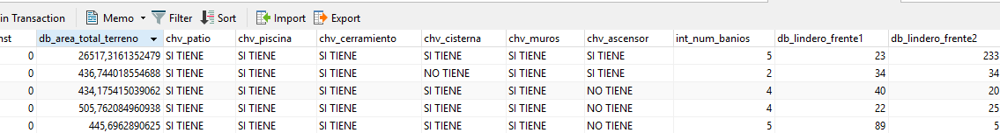 in Transaction Memo Filter Sort Import Export
nst db_area_total_terreno chv_patio chv_piscina chv_cerramiento chv_cisterna chv_muros chv_ascensor int_num_banios db_lindero_frente1 db_lindero_frente2
0 26517,3161352479 SI TIENE SI TIENE SI TIENE SI TIENE SI TIENE SI TIENE 5 23 233
0 436,744018554688 SI TIENE SI TIENE SI TIENE NO TIENE SI TIENE SI TIENE 2 34 34
0 434,175415039062 SI TIENE SI TIENE SI TIENE SI TIENE SI TIENE NO TIENE 4 40 20
0 505,762084960938 SI TIENE SI TIENE SI TIENE SI TIENE SI TIENE NO TIENE 4 22 25
0 445,6962890625 SI TIENE SI TIENE SI TIENE SI TIENE SI TIENE NO TIENE 5 89 5